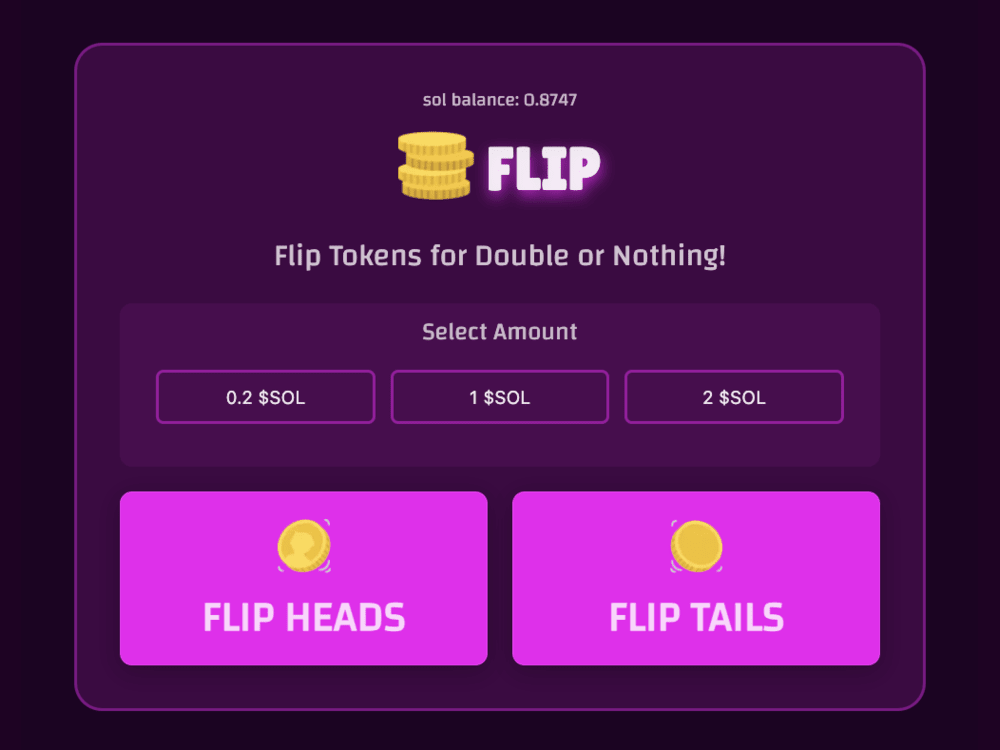 sol balance: 0.8747
FLIP
Flip Tokens for Double or Nothing!
Select Amount
0.2 $SOL
1 $SOL
2 $SOL
FLIP HEADS
FLIP TAILS